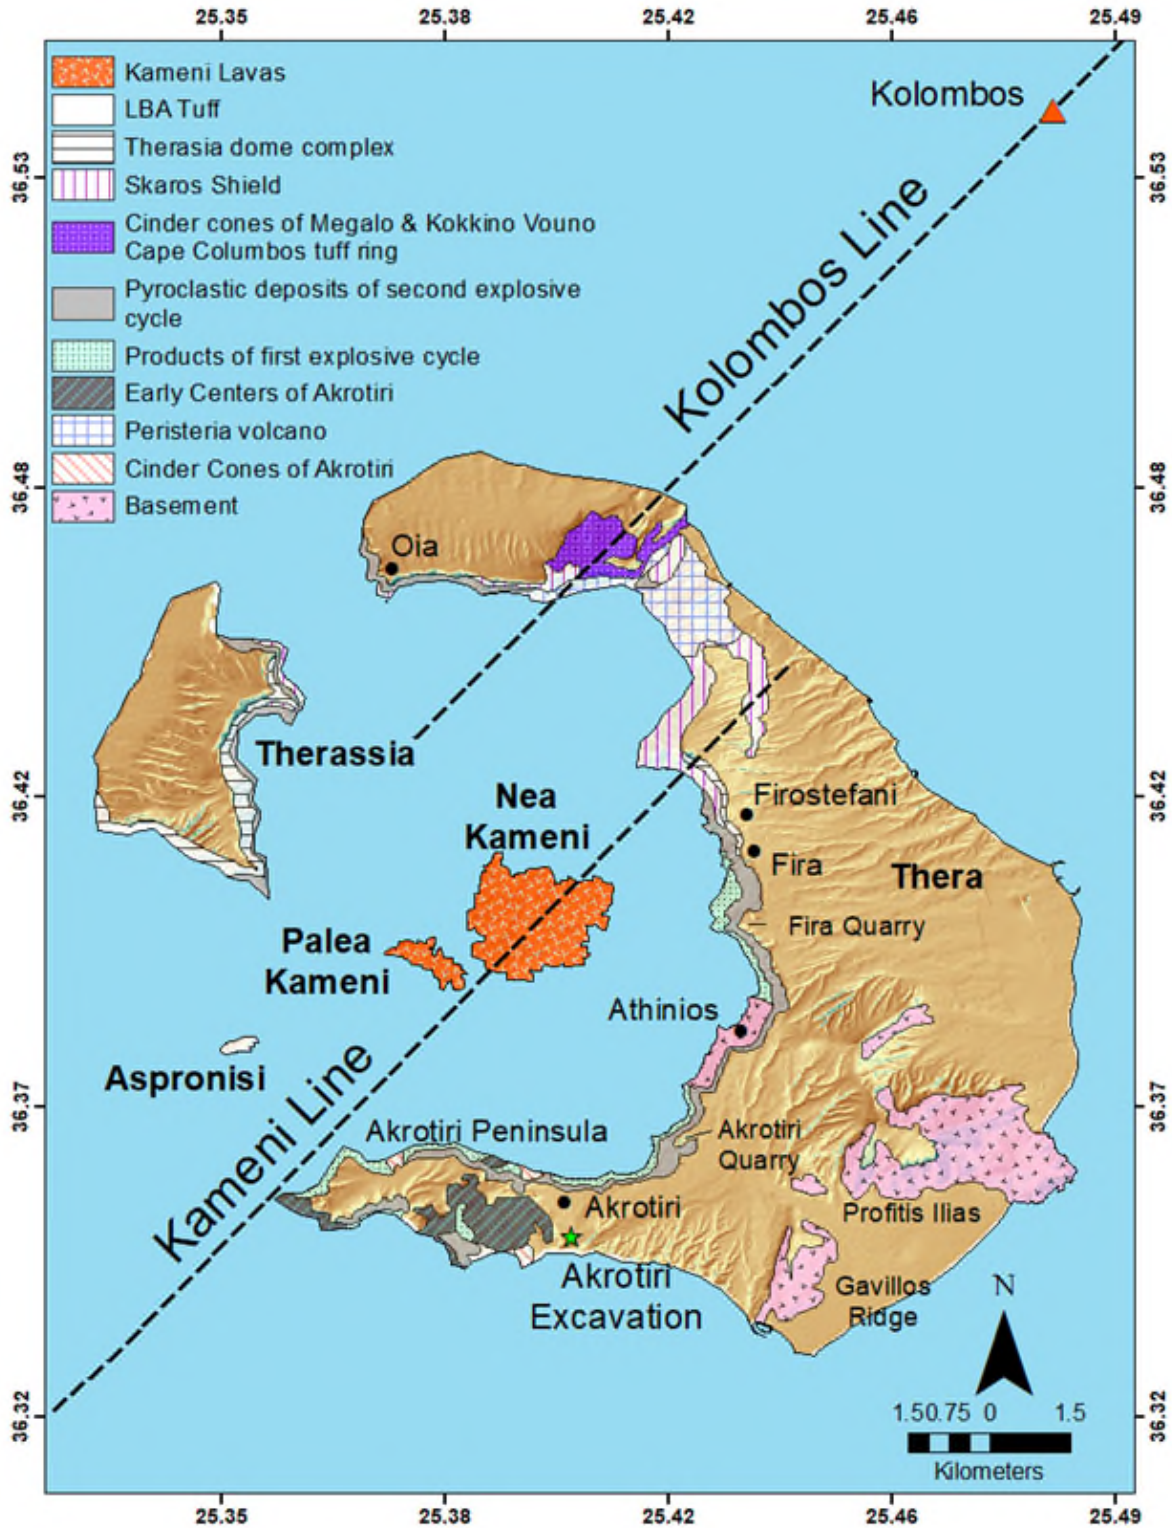 25.35
25.38
25.42
25.46
25.49
Kameni Lavas
LBA Tuff
Therasia dome complex
Skaros Shield
Cinder cones of Megalo & Kokkino Vouno
Cape Columbos tuff ring
Pyroclastic deposits of second explosive
cycle
Products of first explosive cycle
Early Centers of Akrotiri
Peristeria volcano
Cinder Cones of Akrotiri
Basement
Kolombos
Kolombos Line
36.53
36.53
36.48
36.48
Oia
Therassia
36.42
36.42
Nea
Kameni
Firostefani
Fira
Thera
Fira Quarry
Palea
Kameni
Athinios
Aspronisi
Kameni Line
36.37
36.37
Akrotiri Peninsula
Akrotiri
Quarry
Akrotiri
Profitis Ilias
Akrotiri
Excavation
Gavillos
Ridge
N
36.32
36.32
1.50.75 0 1.5
Kilometers
25.35
25.38
25.42
25.46
25.49